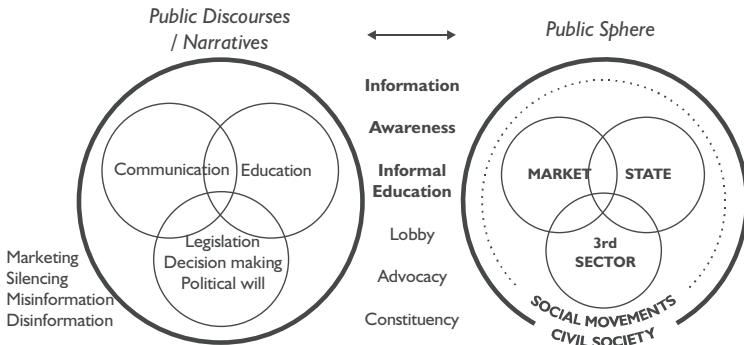 Public Discourses
/ Narratives
Public Sphere
Information
Awareness
Informal
Education
Lobby
Advocacy
Constituency
Communication
Education
Legislation
Decision making
Political will
Marketing
Silencing
Misinformation
Disinformation
MARKET
STATE
3rd
SECTOR
SOCIAL MOVEMENTS
CIVIL SOCIETY